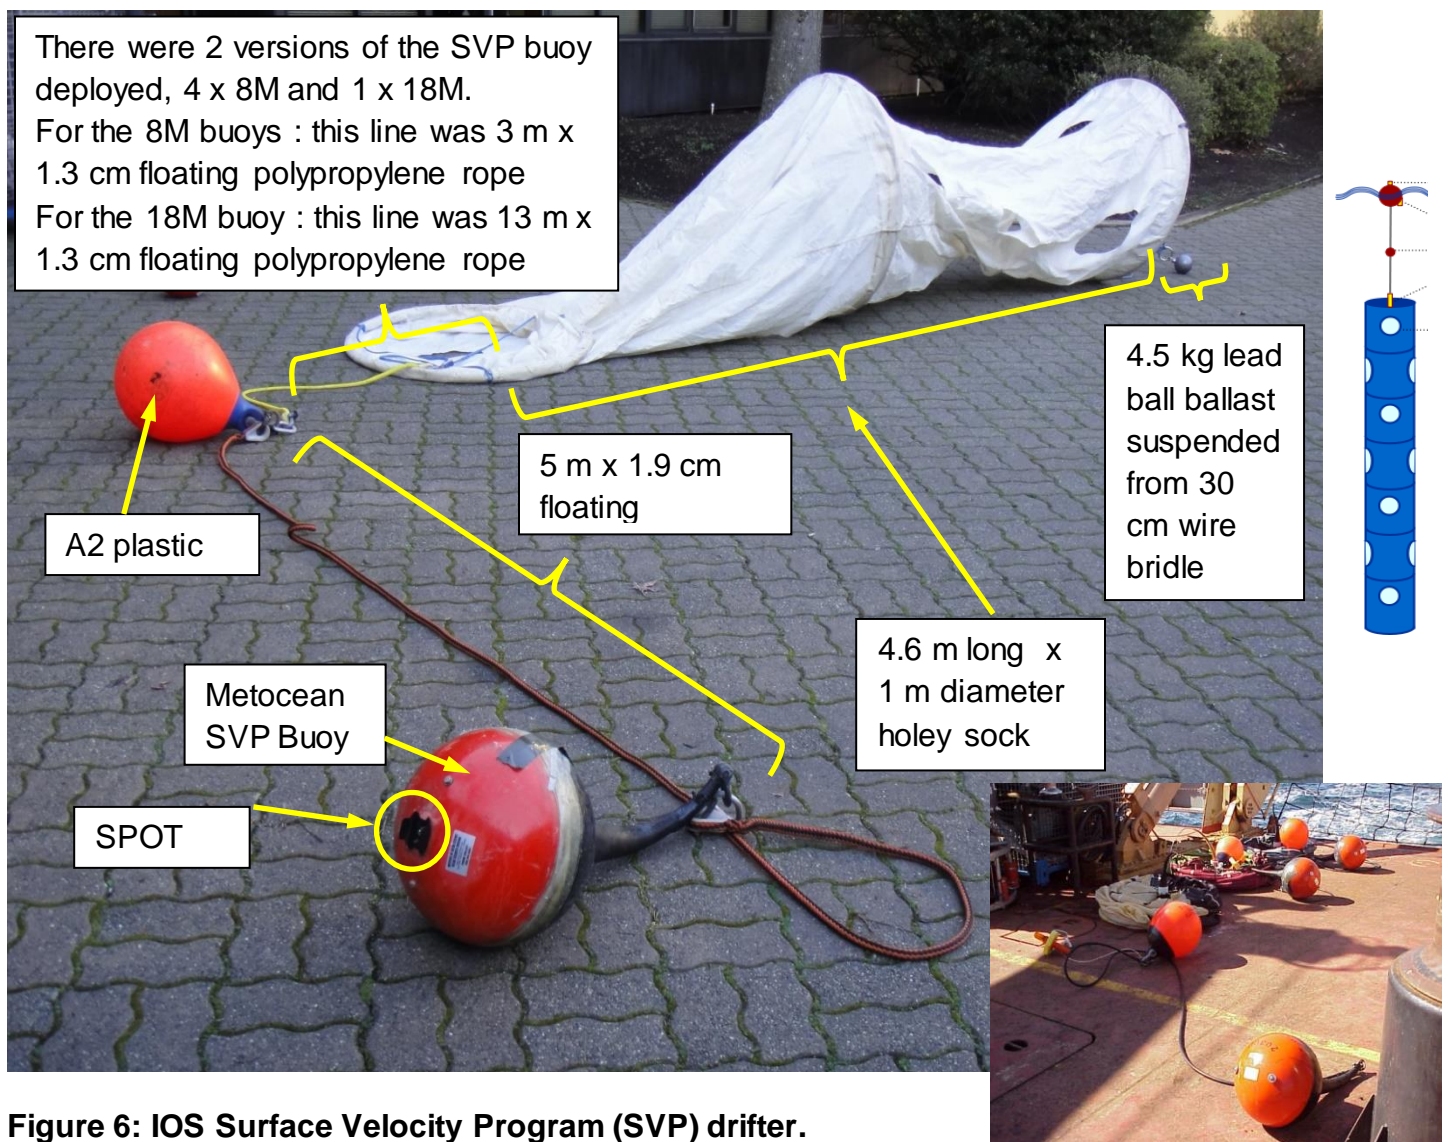 There were 2 versions of the SVP buoy
deployed, 4 x 8M and 1 x 18M.
For the 8M buoys : this line was 3 m x
1.3 cm floating polypropylene rope
For the 18M buoy : this line was 13 m x
1.3 cm floating polypropylene rope
4.5 kg lead
ball ballast
suspended
from 30
cm wire
bridle
5 m x 1.9 cm
floating
A2 plastic
4.6 m long x
1 m diameter
holey sock
Metocean
SVP Buoy
SPOT
Figure 6: IOS Surface Velocity Program (SVP) drifter.